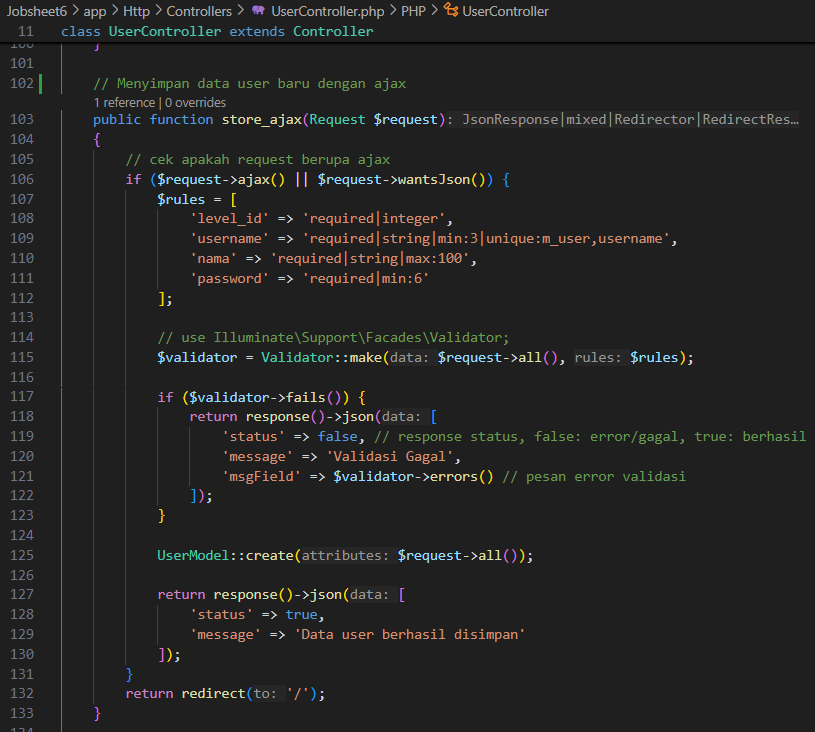 Jobsheet6 > app > Http > Controllers > UserController.php > PHP > UserController
11 class UserController extends Controller
100 }
101
102 // Menyimpan data user baru dengan ajax
1 reference | 0 overrides
103 public function store_ajax(Request $request): JsonResponse|mixed|Redirector|RedirectRes…
104 {
105 // cek apakah request berupa ajax
106 if ($request->ajax() || $request->wantsJson()) {
107 $rules = [
108 'level_id' => 'required|integer',
109 'username' => 'required|string|min:3|unique:m_user,username',
110 'nama' => 'required|string|max:100',
111 'password' => 'required|min:6'
112 ];
113
114 // use Illuminate\Support\Facades\Validator;
115 $validator = Validator::make(data: $request->all(), rules: $rules);
116
117 if ($validator->fails()) {
118 return response()->json(data: [
119 'status' => false, // response status, false: error/gagal, true: berhasil
120 'message' => 'Validasi Gagal',
121 'msgField' => $validator->errors() // pesan error validasi
122 ]);
123 }
124
125 UserModel::create(attributes: $request->all());
126
127 return response()->json(data: [
128 'status' => true,
129 'message' => 'Data user berhasil disimpan'
130 ]);
131 }
132 return redirect(to: '/');
133 }
134